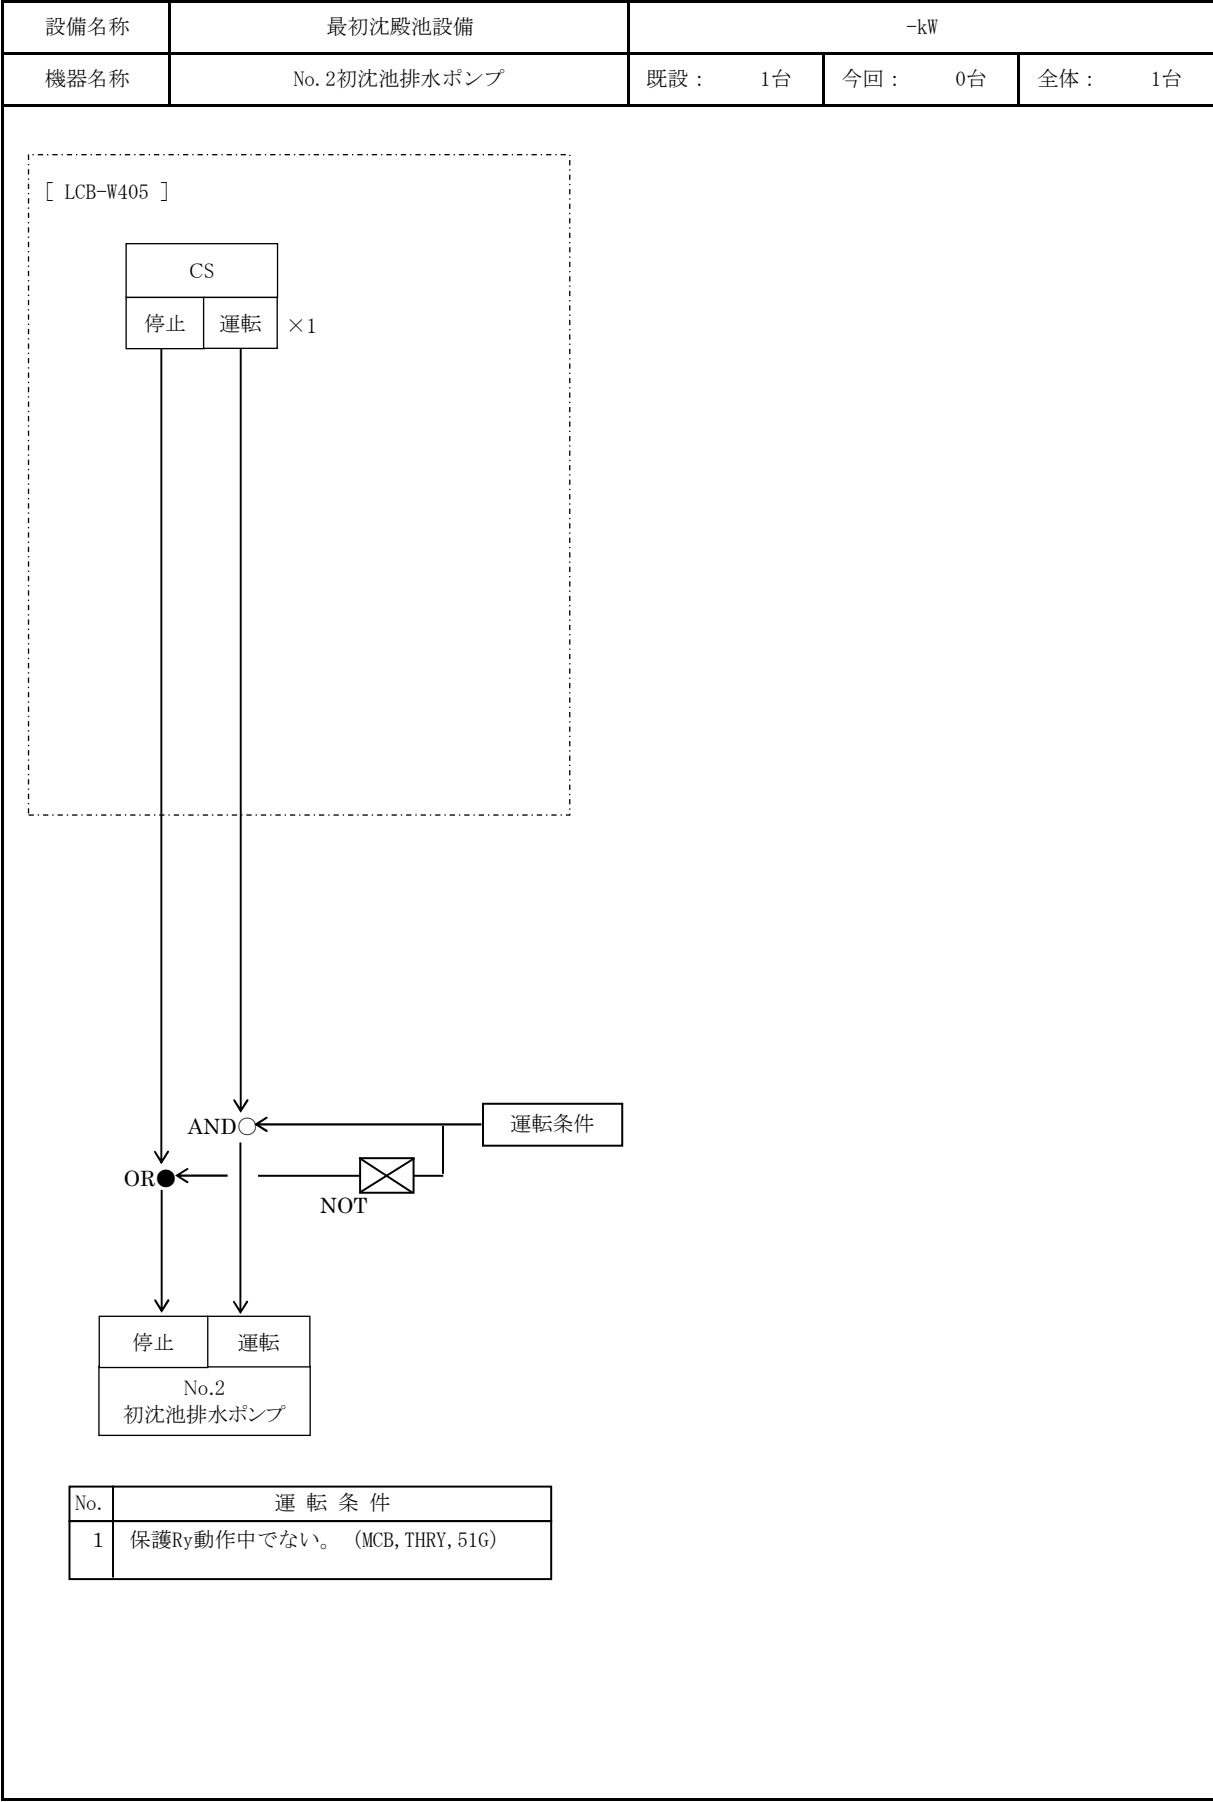 設備名称 最初沈殿池設備 -kW
機器名称 No.2初沈池排水ポンプ 既設： 1台 今回： 0台 全体： 1台
[ LCB-W405 ]
CS
停止 運転 ×1
AND○ 運転条件
OR●
NOT
停止 運転
No.2
初沈池排水ポンプ
No. 運 転 条 件
1 保護Ry動作中でない。（MCB,THRY,51G）